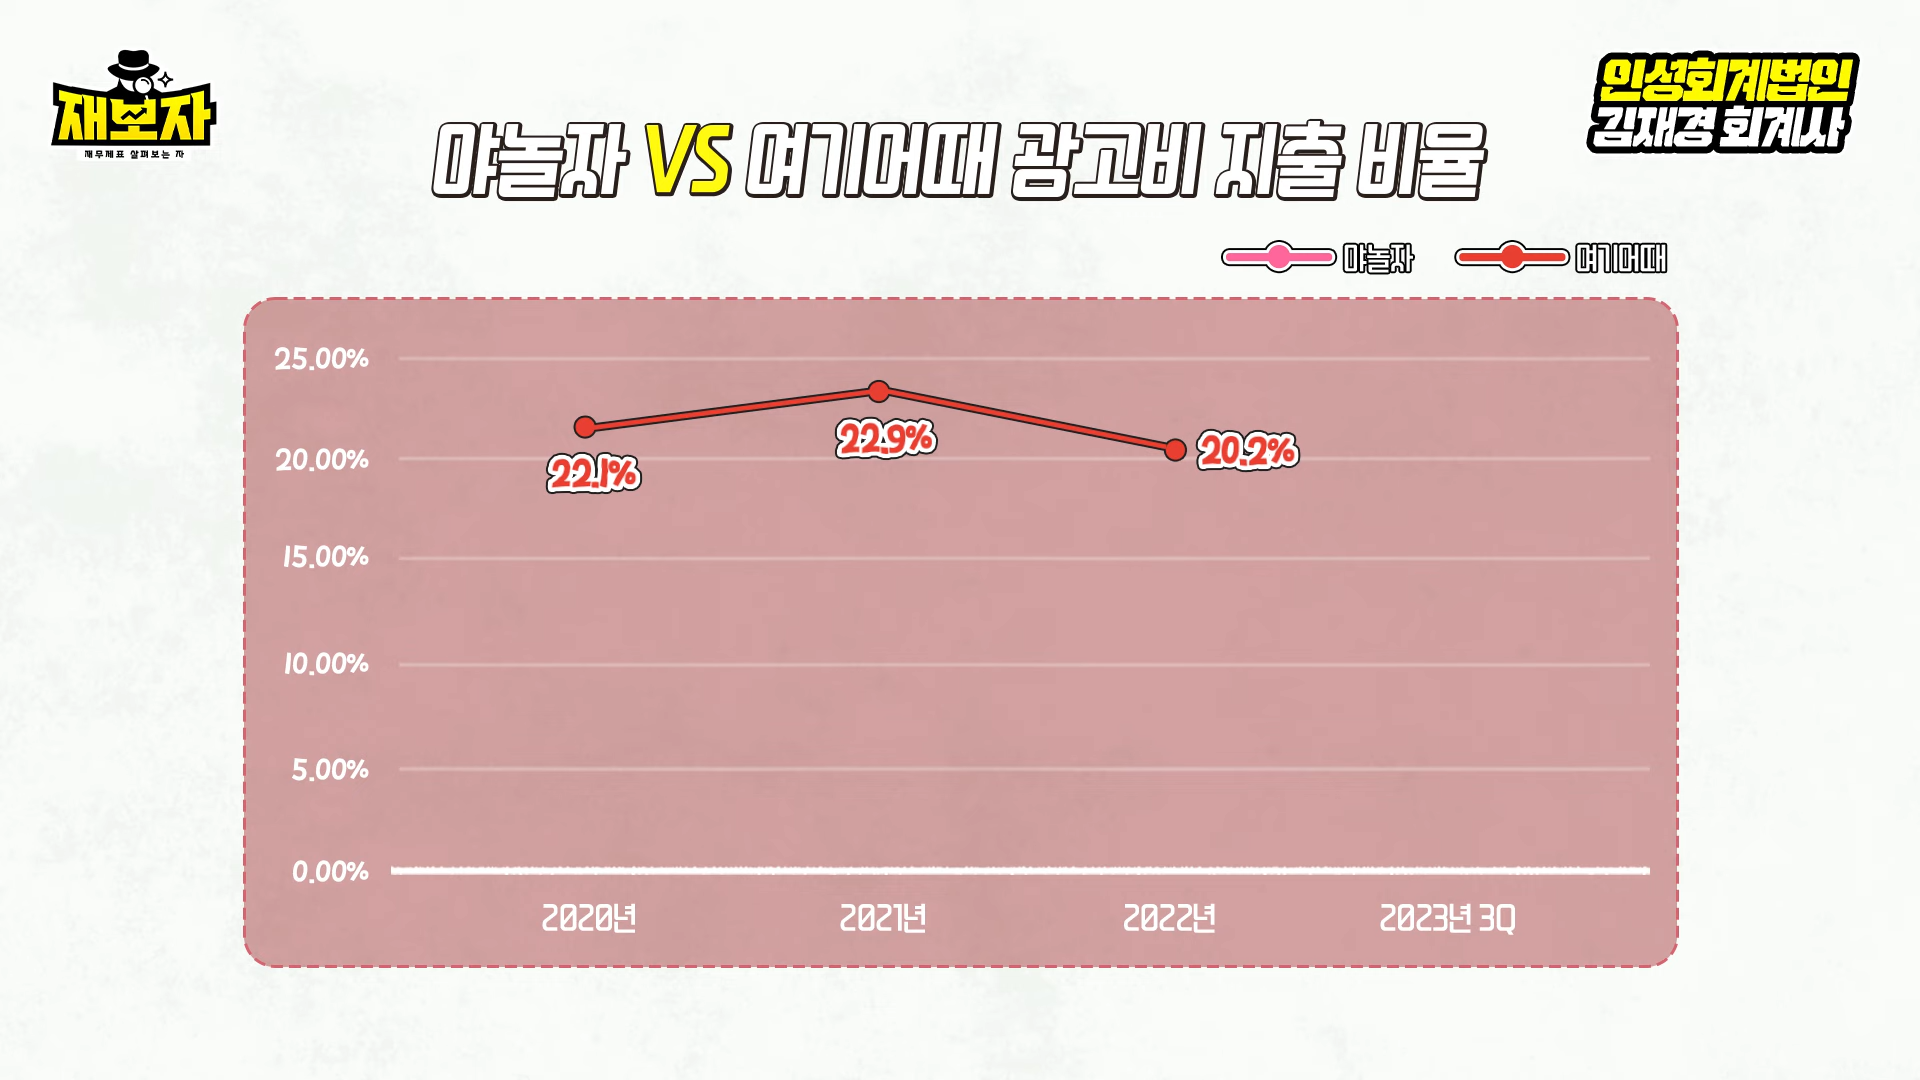 재보자
재무제표 살펴보는 자
인성회계법인
김재경 회계사
야놀자 VS 여기어때 광고비 지출 비율
야놀자
여기어때
25.00%
20.00%
15.00%
10.00%
5.00%
0.00%
22.1%
22.9%
20.2%
2020년
2021년
2022년
2023년 3Q